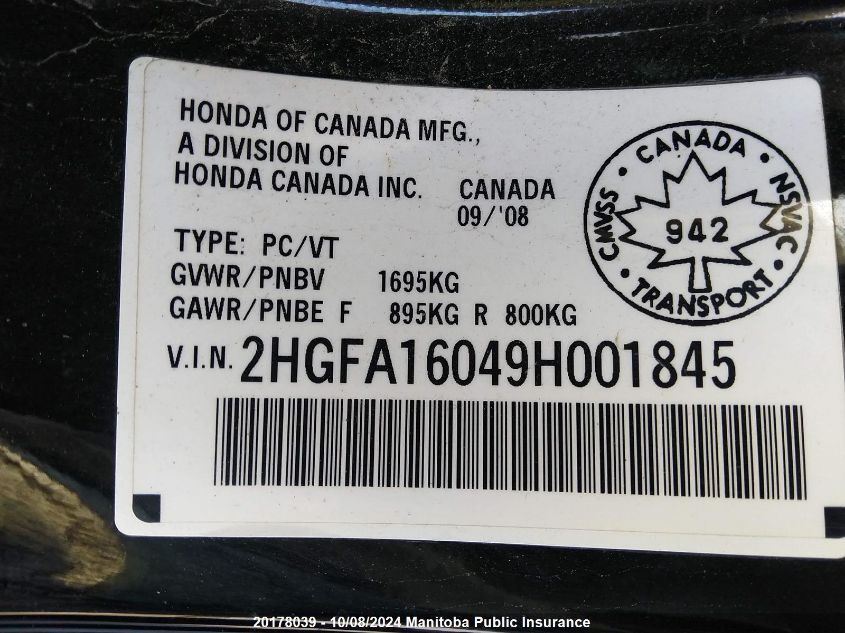 HONDA OF CANADA MFG.,
A DIVISION OF
HONDA CANADA INC. CANADA
09/'08
TYPE: PC/VT
GVWR/PNBV 1695KG
GAWR/PNBE F 895KG R 800KG
V.I.N. 2HGFA16049H001845
CANADA
CMVSS 942 NSVAC
TRANSPORT
20178039 - 10/08/2024 Manitoba Public Insurance